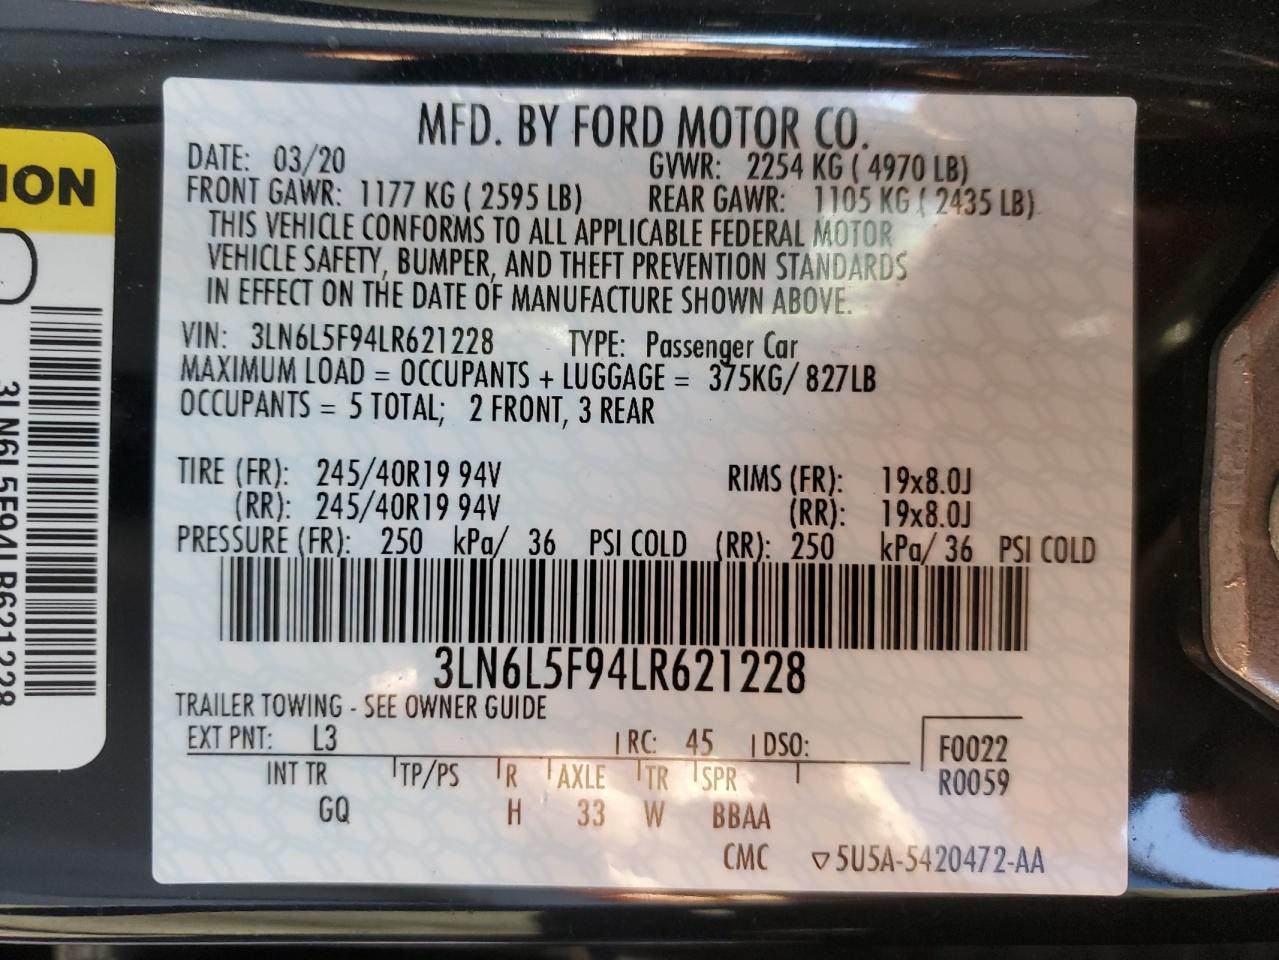 MFD. BY FORD MOTOR CO.
DATE: 03/20 GVWR: 2254 KG ( 4970 LB)
FRONT GAWR: 1177 KG ( 2595 LB) REAR GAWR: 1105 KG ( 2435 LB)
THIS VEHICLE CONFORMS TO ALL APPLICABLE FEDERAL MOTOR
VEHICLE SAFETY, BUMPER, AND THEFT PREVENTION STANDARDS
IN EFFECT ON THE DATE OF MANUFACTURE SHOWN ABOVE.
VIN: 3LN6L5F94LR621228 TYPE: Passenger Car
MAXIMUM LOAD = OCCUPANTS + LUGGAGE = 375KG/ 827LB
OCCUPANTS = 5 TOTAL; 2 FRONT, 3 REAR
TIRE (FR): 245/40R19 94V RIMS (FR): 19x8.0J
(RR): 245/40R19 94V (RR): 19x8.0J
PRESSURE (FR): 250 kPa/ 36 PSI COLD (RR): 250 kPa/ 36 PSI COLD
3LN6L5F94LR621228
TRAILER TOWING - SEE OWNER GUIDE
EXT PNT: L3 RC: 45 DSO: F0022
R0059
INT TR TP/PS R AXLE TR SPR
GQ H 33 W BBAA
CMC ▽5U5A-5420472-AA
ION
3LN6L5F94LR621228